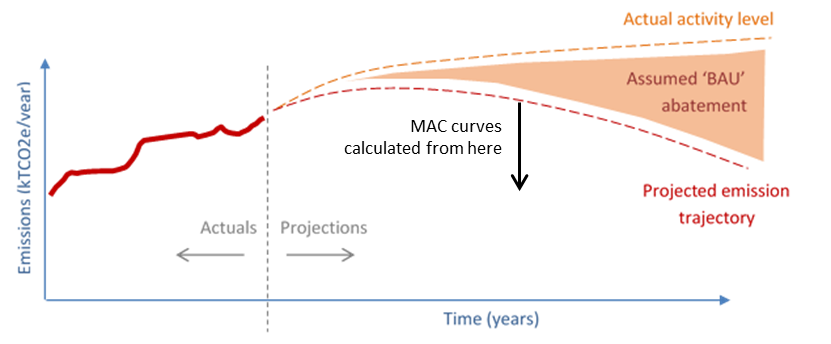 Actual activity level
Assumed ‘BAU’
abatement
MAC curves
calculated from here
Projected emission
trajectory
Actuals
Projections
Emissions (kTCO2e/year)
Time (years)